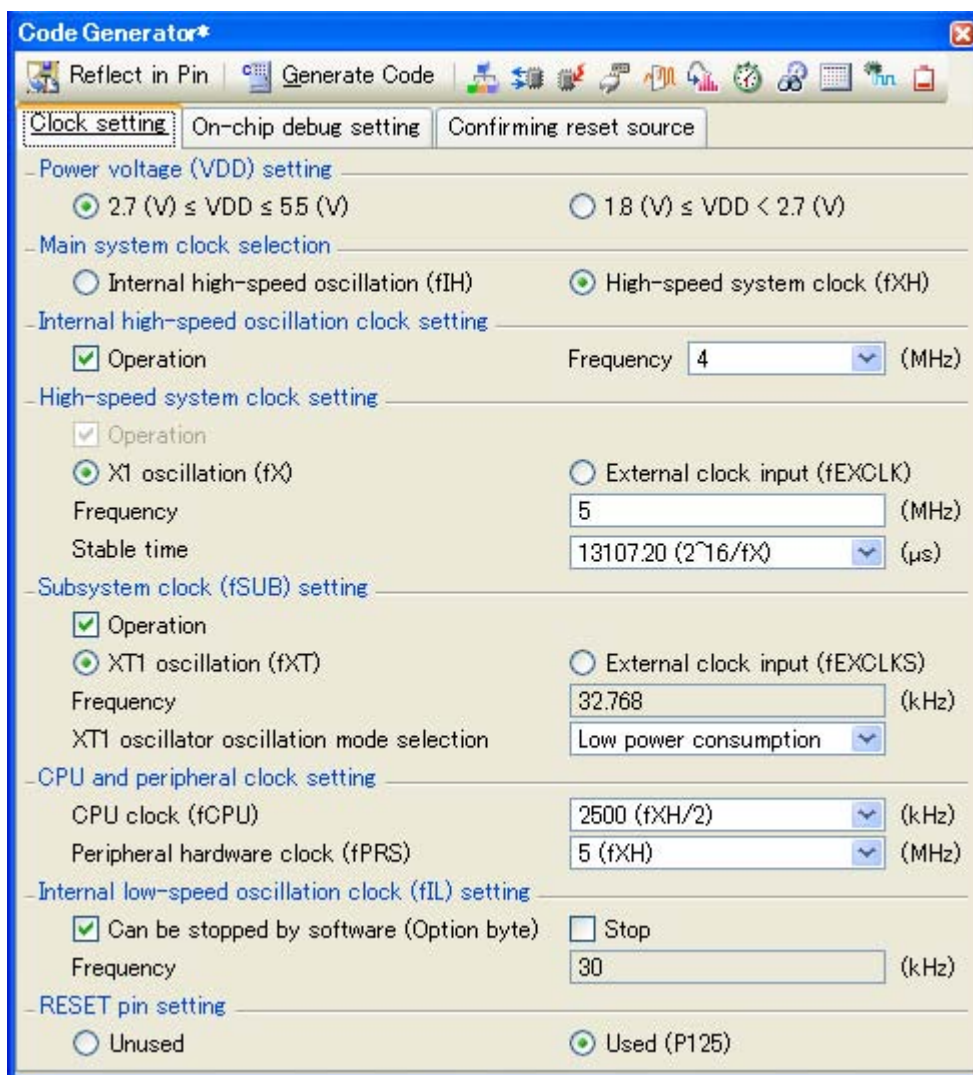 Code Generator*
Reflect in Pin Generate Code
Clock setting On-chip debug setting Confirming reset source
Power voltage (VDD) setting
2.7 (V) ≤ VDD ≤ 5.5 (V) 1.8 (V) ≤ VDD < 2.7 (V)
Main system clock selection
Internal high-speed oscillation (fIH) High-speed system clock (fXH)
Internal high-speed oscillation clock setting
Operation Frequency 4 (MHz)
High-speed system clock setting
Operation
X1 oscillation (fX) External clock input (fEXCLK)
Frequency 5 (MHz)
Stable time 13107.20 (2^16/fX) (μs)
Subsystem clock (fSUB) setting
Operation
XT1 oscillation (fXT) External clock input (fEXCLKS)
Frequency 32.768 (kHz)
XT1 oscillator oscillation mode selection Low power consumption
CPU and peripheral clock setting
CPU clock (fCPU) 2500 (fXH/2) (kHz)
Peripheral hardware clock (fPRS) 5 (fXH) (MHz)
Internal low-speed oscillation clock (fIL) setting
Can be stopped by software (Option byte) Stop
Frequency 30 (kHz)
RESET pin setting
Unused Used (P125)